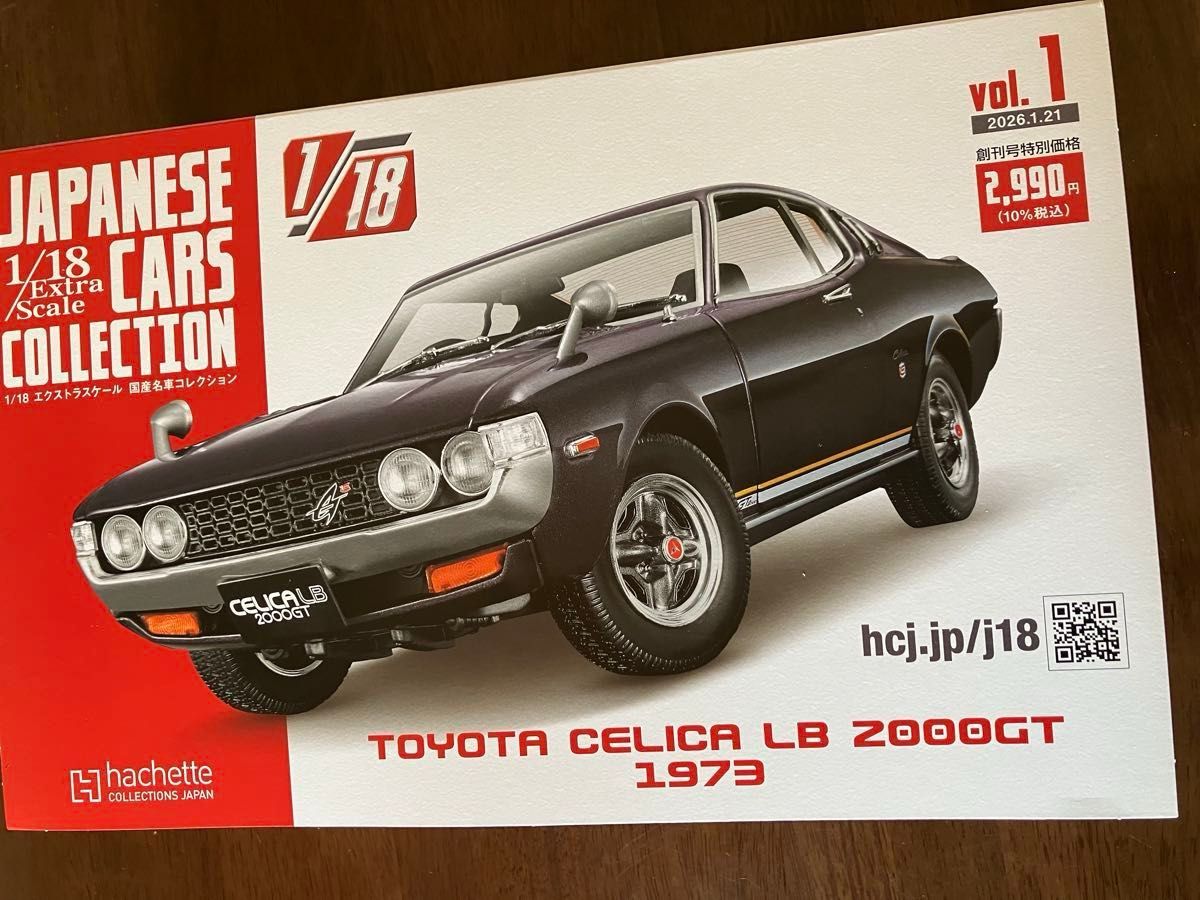 JAPANESE
1/18 Extra Scale
CARS
COLLECTION
1/18 エクストラスケール 国産名車コレクション
1/18
vol. 1
2026.1.21
創刊号特別価格
2,990円
(10%税込)
Celica
GT
CELICA LB
2000GT
hcj.jp/j18
TOYOTA CELICA LB 2000GT
1973
hachette
COLLECTIONS JAPAN